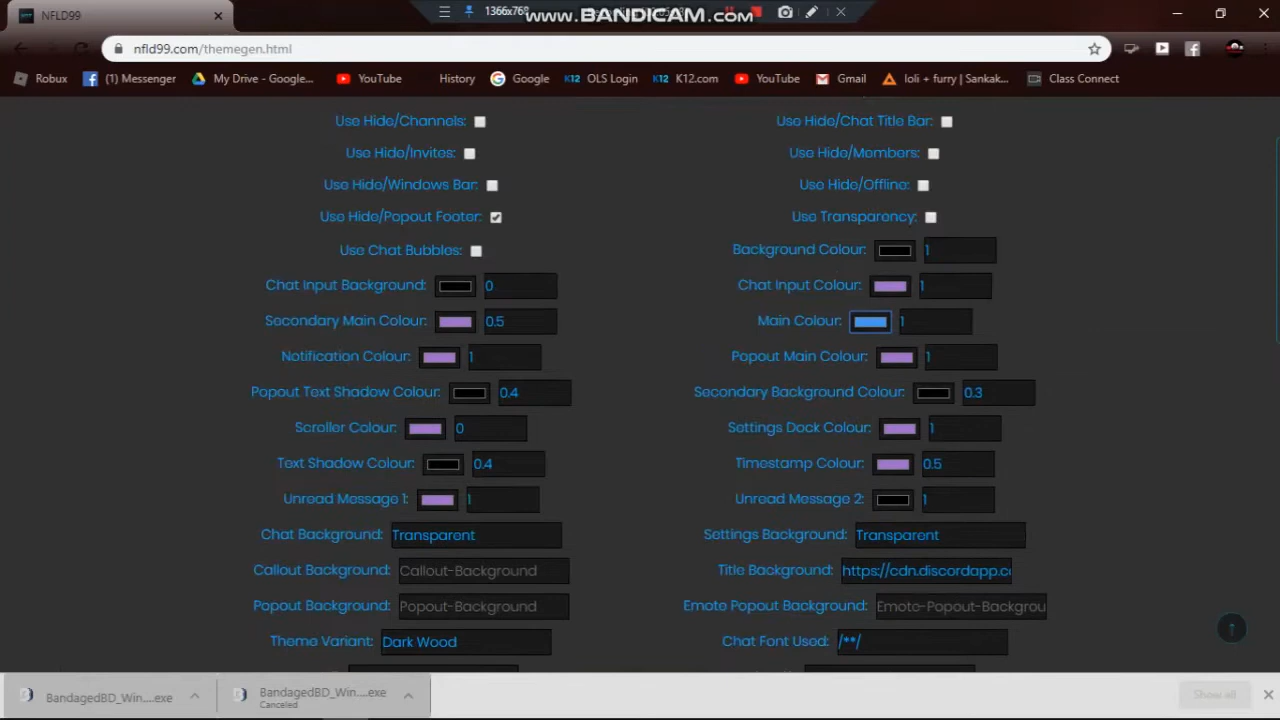 NFLD99
1366x768
www.BANDICAM.com
nfld99.com/themegen.html
Robux
(1) Messenger
My Drive - Google...
YouTube
History
Google
K12 OLS Login
K12 K12.com
YouTube
Gmail
loli + furry | Sankak...
Class Connect
Use Hide/Channels:
Use Hide/Chat Title Bar:
Use Hide/Invites:
Use Hide/Members:
Use Hide/Windows Bar:
Use Hide/Offline:
Use Hide/Popout Footer:
Use Transparency:
Use Chat Bubbles:
Background Colour: 1
Chat Input Background: 0
Chat Input Colour: 1
Secondary Main Colour: 0.5
Main Colour: 1
Notification Colour: 1
Popout Main Colour: 1
Popout Text Shadow Colour: 0.4
Secondary Background Colour: 0.3
Scroller Colour: 0
Settings Dock Colour: 1
Text Shadow Colour: 0.4
Timestamp Colour: 0.5
Unread Message 1: 1
Unread Message 2: 1
Chat Background: Transparent
Settings Background: Transparent
Callout Background: Callout-Background
Title Background: https://cdn.discordapp.c
Popout Background: Popout-Background
Emote Popout Background: Emote-Popout-Backgrou
Theme Variant: Dark Wood
Chat Font Used: /**/
BandagedBD_Win....exe
BandagedBD_Win....exe
Canceled
Show all